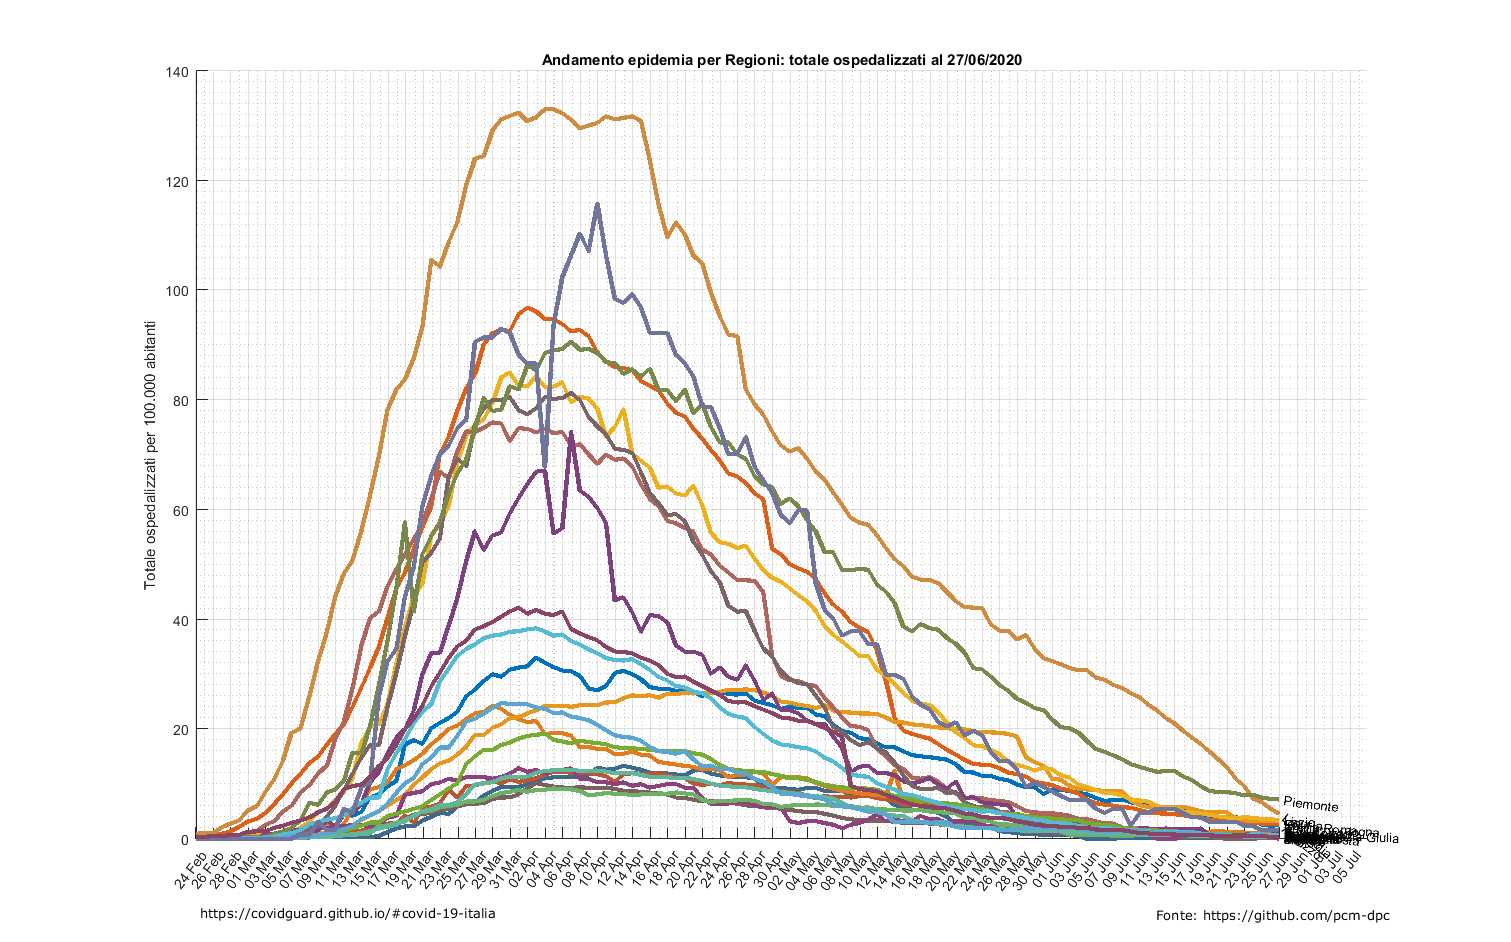 Andamento epidemia per Regioni: totale ospedalizzati al 27/06/2020
Totale ospedalizzati per 100.000 abitanti
140
120
100
80
60
40
20
0
Piemonte
24 Feb
26 Feb
28 Feb
01 Mar
03 Mar
05 Mar
07 Mar
09 Mar
11 Mar
13 Mar
15 Mar
17 Mar
19 Mar
21 Mar
23 Mar
25 Mar
27 Mar
29 Mar
31 Mar
02 Apr
04 Apr
06 Apr
08 Apr
10 Apr
12 Apr
14 Apr
16 Apr
18 Apr
20 Apr
22 Apr
24 Apr
26 Apr
28 Apr
30 Apr
02 May
04 May
06 May
08 May
10 May
12 May
14 May
16 May
18 May
20 May
22 May
24 May
26 May
28 May
30 May
01 Jun
03 Jun
05 Jun
07 Jun
09 Jun
11 Jun
13 Jun
15 Jun
17 Jun
19 Jun
21 Jun
23 Jun
25 Jun
27 Jun
29 Jun
01 Jul
03 Jul
05 Jul
https://covidguard.github.io/#covid-19-italia
Fonte: https://github.com/pcm-dpc